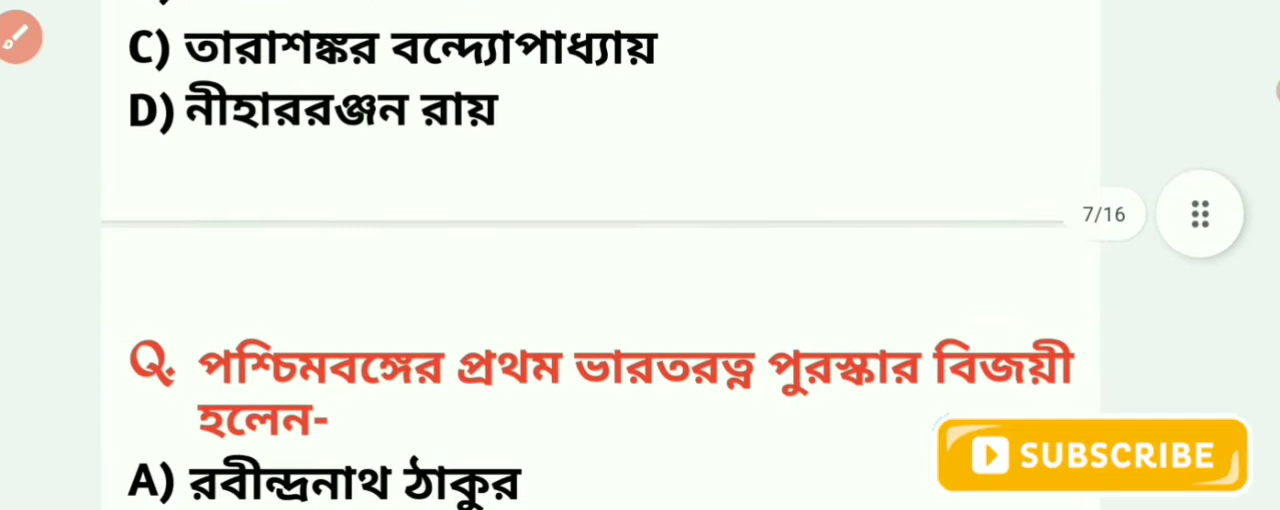 C) তারাশঙ্কর বন্দ্যোপাধ্যায়
D) নীহাররঞ্জন রায়
7/16
Q. পশ্চিমবঙ্গের প্রথম ভারতরত্ন পুরস্কার বিজয়ী
হলেন-
A) রবীন্দ্রনাথ ঠাকুর
SUBSCRIBE